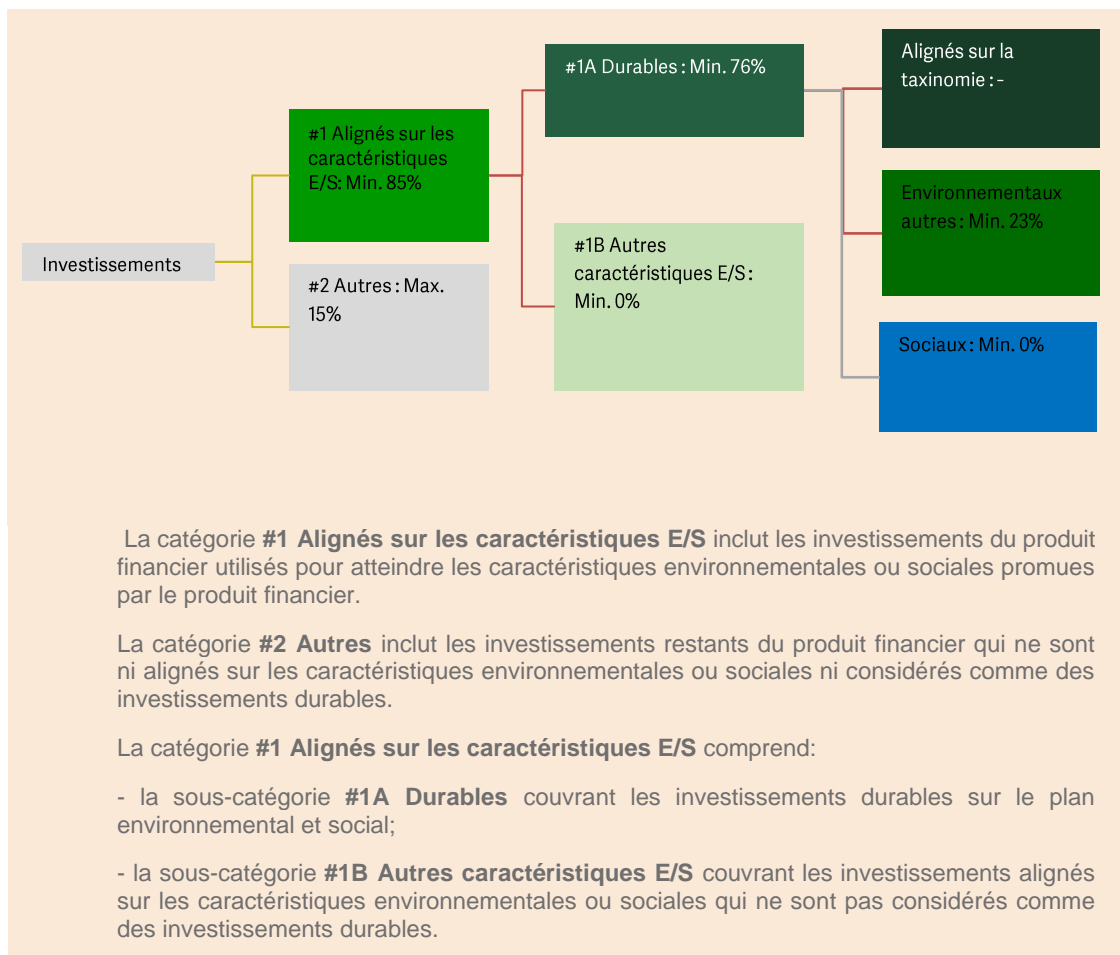 Investissements
#1 Alignés sur les
caractéristiques
E/S: Min. 85%
#2 Autres : Max.
15%
#1A Durables : Min. 76%
#1B Autres
caractéristiques E/S :
Min. 0%
Alignés sur la
taxinomie : -
Environnementaux
autres : Min. 23%
Sociaux : Min. 0%
La catégorie #1 Alignés sur les caractéristiques E/S inclut les investissements du produit
financier utilisés pour atteindre les caractéristiques environnementales ou sociales promues
par le produit financier.
La catégorie #2 Autres inclut les investissements restants du produit financier qui ne sont
ni alignés sur les caractéristiques environnementales ou sociales ni considérés comme des
investissements durables.
La catégorie #1 Alignés sur les caractéristiques E/S comprend:
- la sous-catégorie #1A Durables couvrant les investissements durables sur le plan
environnemental et social;
- la sous-catégorie #1B Autres caractéristiques E/S couvrant les investissements alignés
sur les caractéristiques environnementales ou sociales qui ne sont pas considérés comme
des investissements durables.